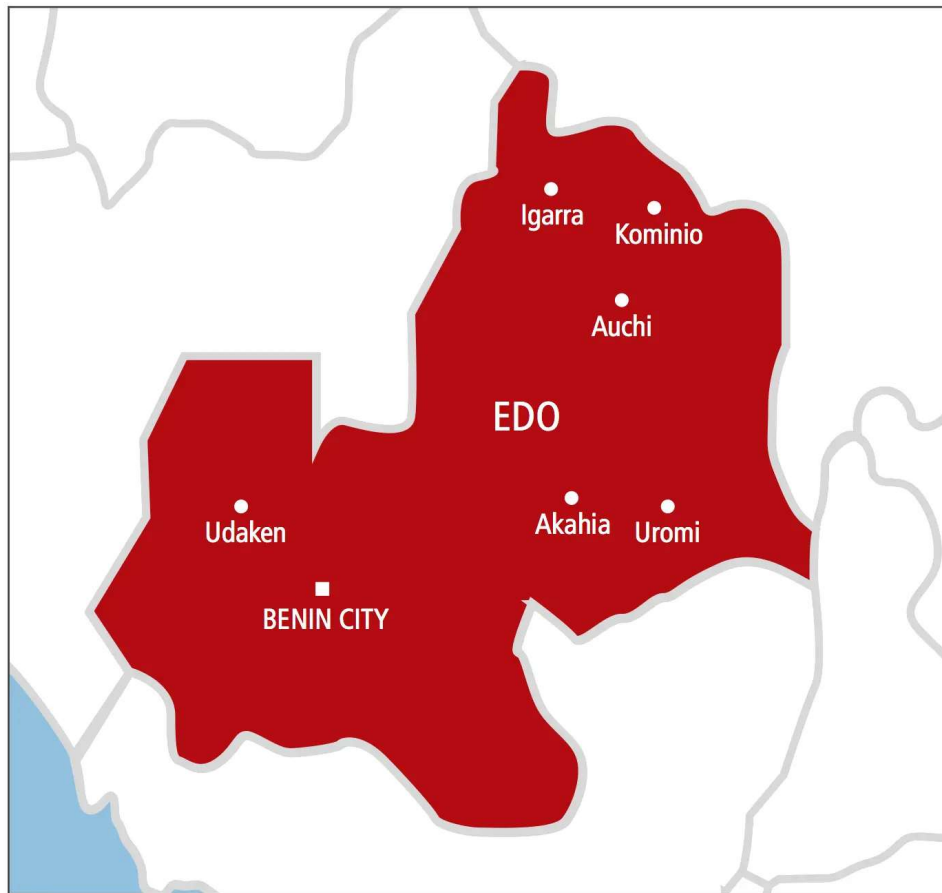 Igarra
Kominio
Auchi
EDO
Akahia
Uromi
Udaken
BENIN CITY